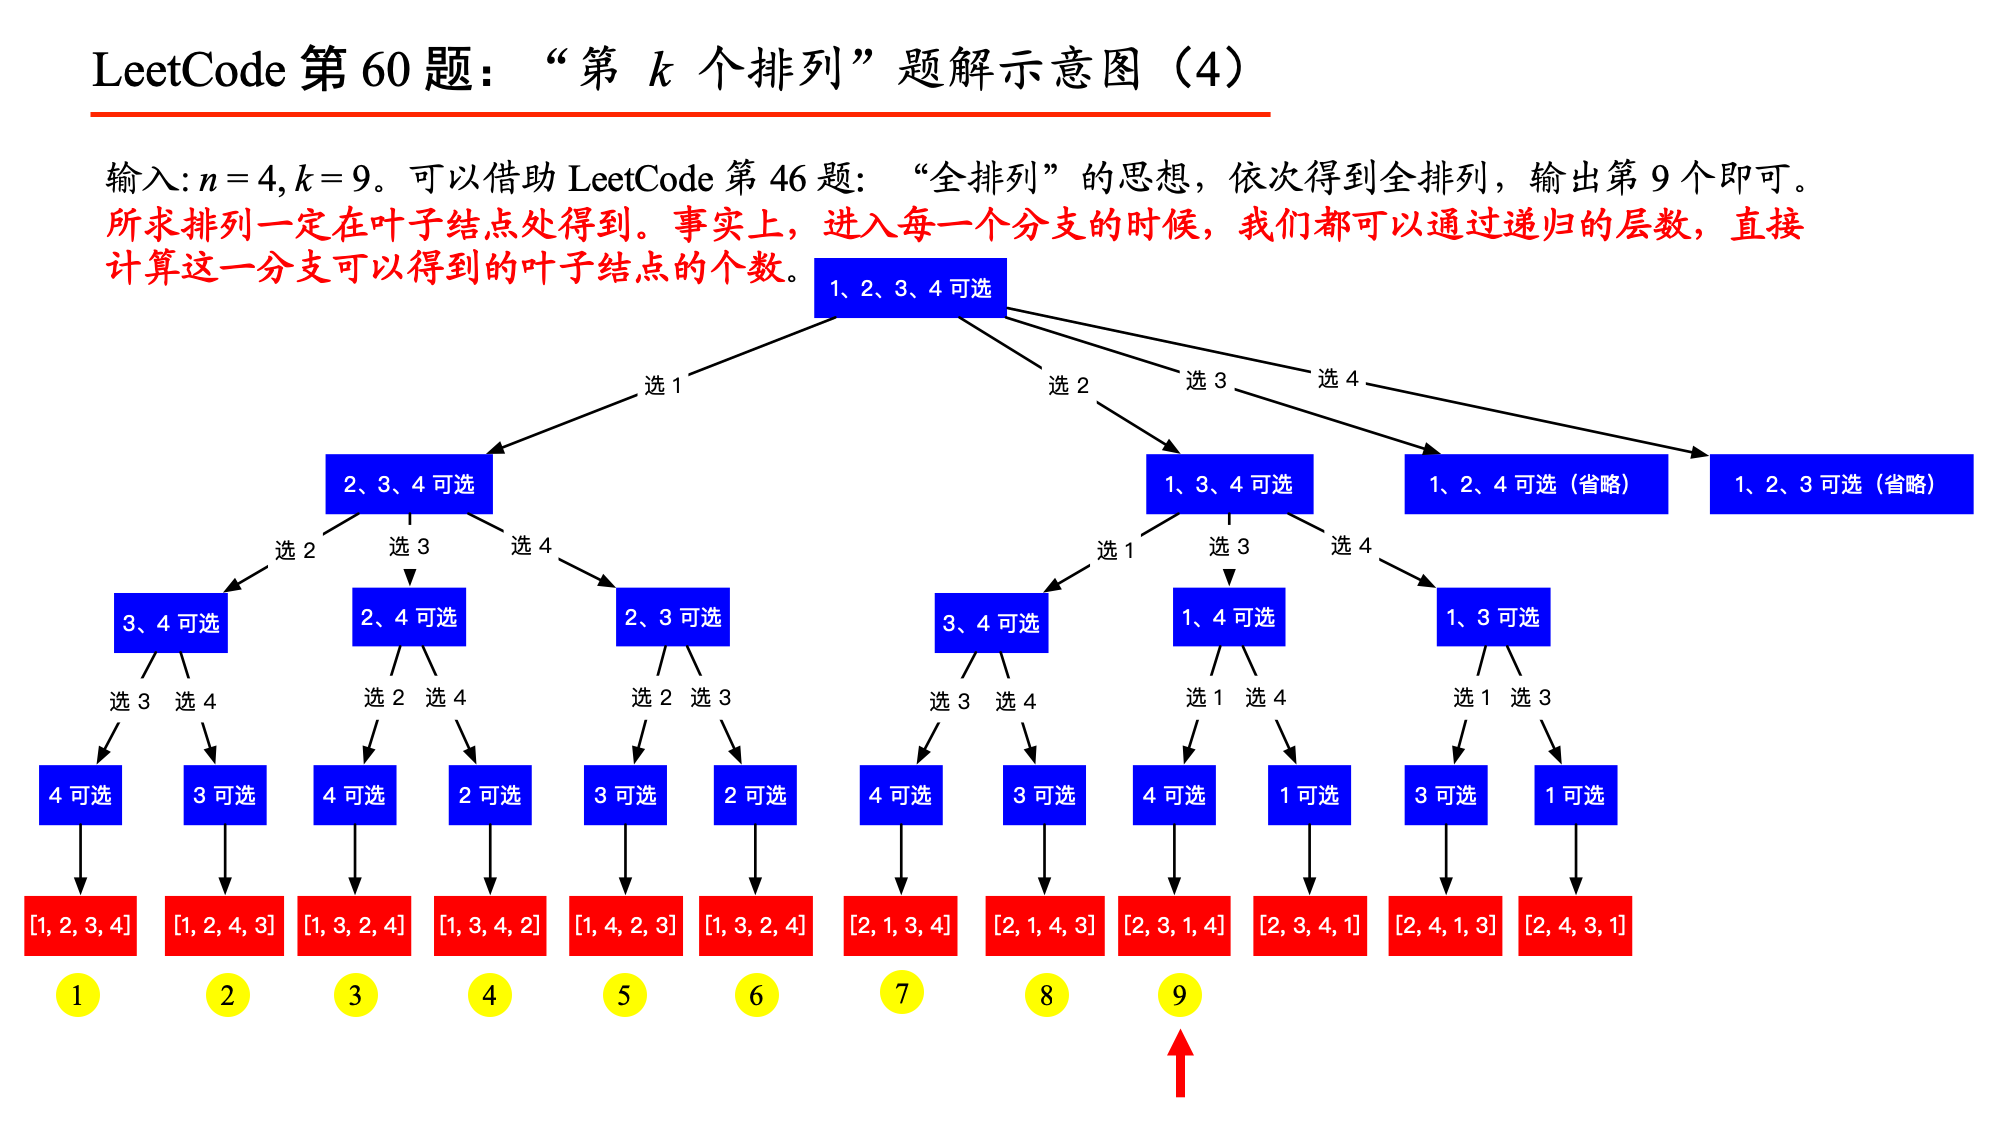 LeetCode 第 60 题：“第 k 个排列”题解示意图（4）
输入: n = 4, k = 9。可以借助 LeetCode 第 46 题：“全排列”的思想，依次得到全排列，输出第 9 个即可。
所求排列一定在叶子结点处得到。事实上，进入每一个分支的时候，我们都可以通过递归的层数，直接
计算这一分支可以得到的叶子结点的个数。
1、2、3、4 可选
选 1
选 2
选 3
选 4
2、3、4 可选
1、3、4 可选
1、2、4 可选（省略）
1、2、3 可选（省略）
选 2
选 3
选 4
选 1
选 3
选 4
3、4 可选
2、4 可选
2、3 可选
3、4 可选
1、4 可选
1、3 可选
选 3
选 4
选 2
选 4
选 2
选 3
选 3
选 4
选 1
选 4
选 1
选 3
4 可选
3 可选
4 可选
2 可选
3 可选
2 可选
4 可选
3 可选
4 可选
1 可选
3 可选
1 可选
[1, 2, 3, 4]
[1, 2, 4, 3]
[1, 3, 2, 4]
[1, 3, 4, 2]
[1, 4, 2, 3]
[1, 3, 2, 4]
[2, 1, 3, 4]
[2, 1, 4, 3]
[2, 3, 1, 4]
[2, 3, 4, 1]
[2, 4, 1, 3]
[2, 4, 3, 1]
1
2
3
4
5
6
7
8
9